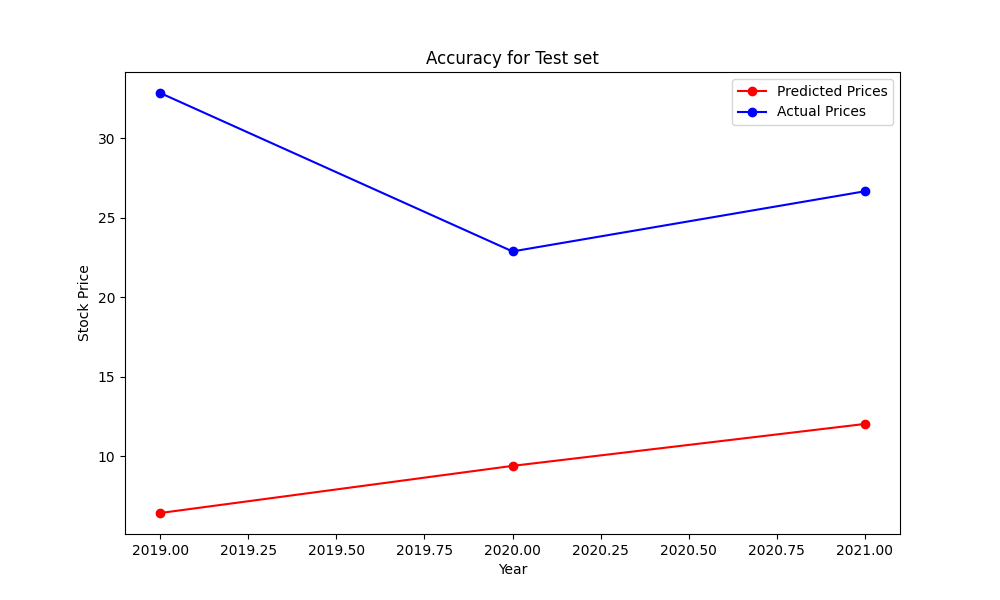 Accuracy for Test set
Predicted Prices
Actual Prices
Stock Price
30
25
20
15
10
2019.00 2019.25 2019.50 2019.75 2020.00 2020.25 2020.50 2020.75 2021.00
Year